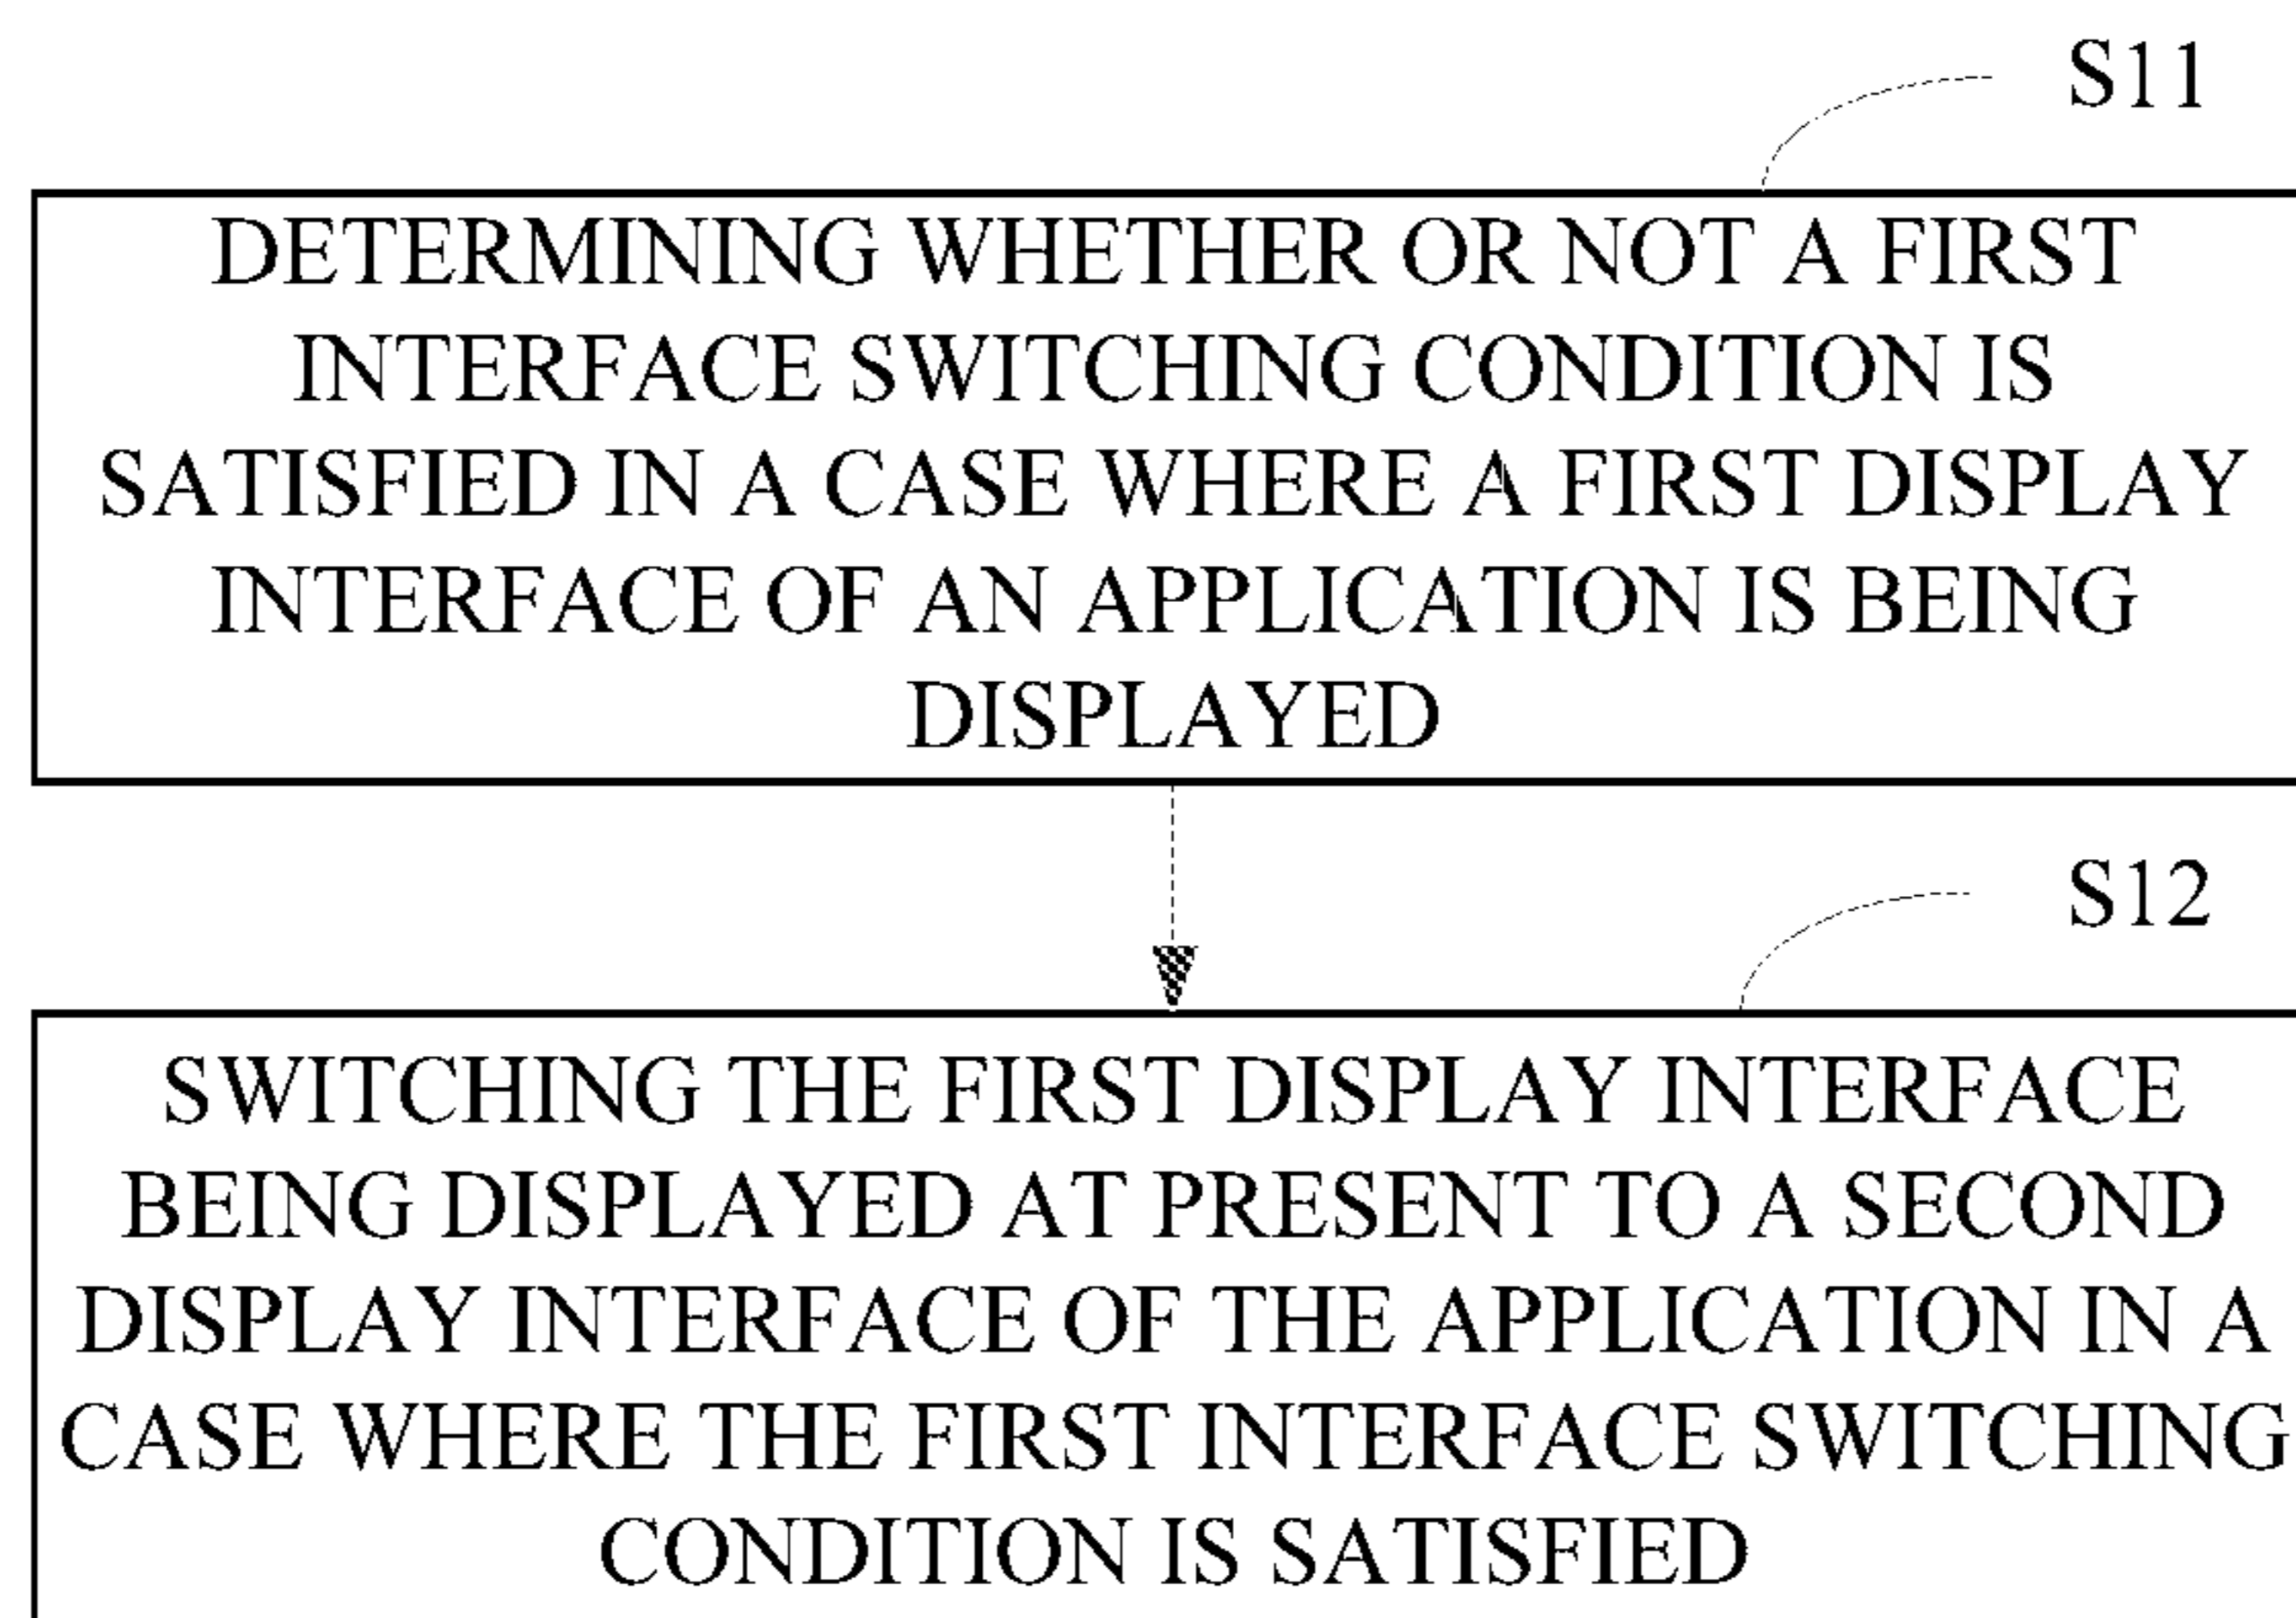 S11
DETERMINING WHETHER OR NOT A FIRST
INTERFACE SWITCHING CONDITION IS
SATISFIED IN A CASE WHERE A FIRST DISPLAY
INTERFACE OF AN APPLICATION IS BEING
DISPLAYED
S12
SWITCHING THE FIRST DISPLAY INTERFACE
BEING DISPLAYED AT PRESENT TO A SECOND
DISPLAY INTERFACE OF THE APPLICATION IN A
CASE WHERE THE FIRST INTERFACE SWITCHING
CONDITION IS SATISFIED